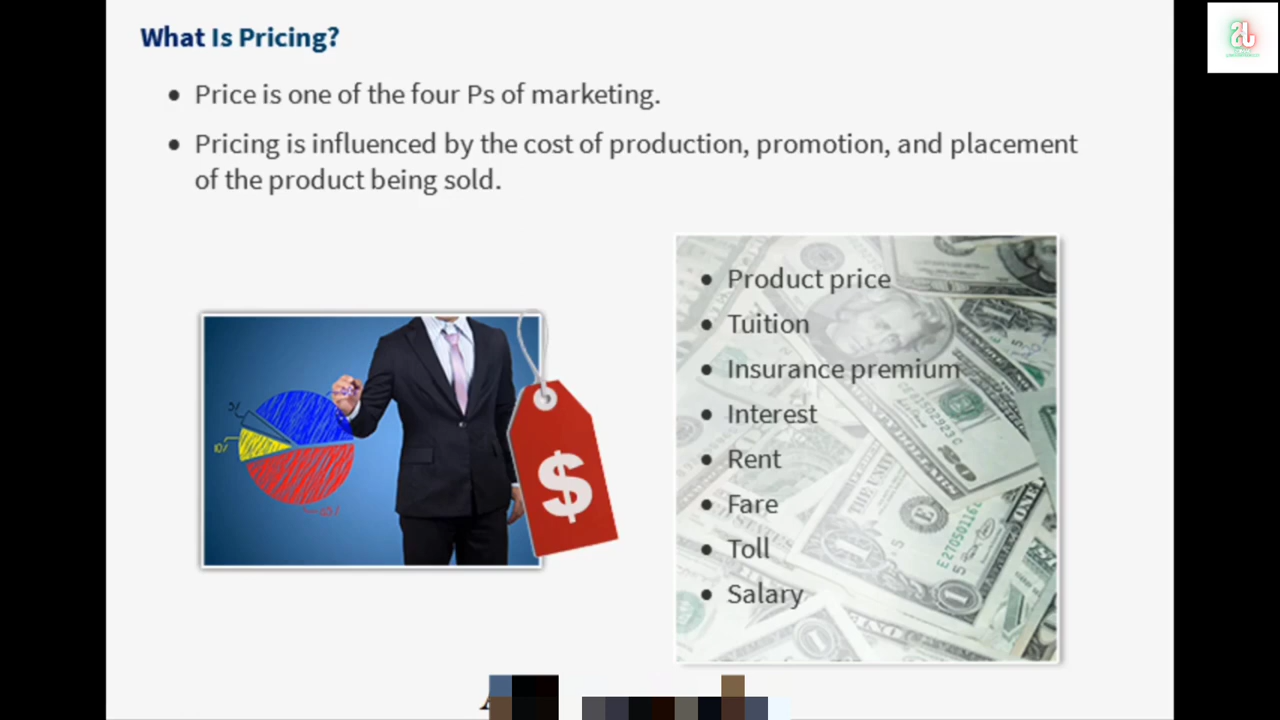 What Is Pricing?
• Price is one of the four Ps of marketing.
• Pricing is influenced by the cost of production, promotion, and placement
of the product being sold.
• Product price
• Tuition
• Insurance premium
• Interest
• Rent
• Fare
• Toll
• Salary
$